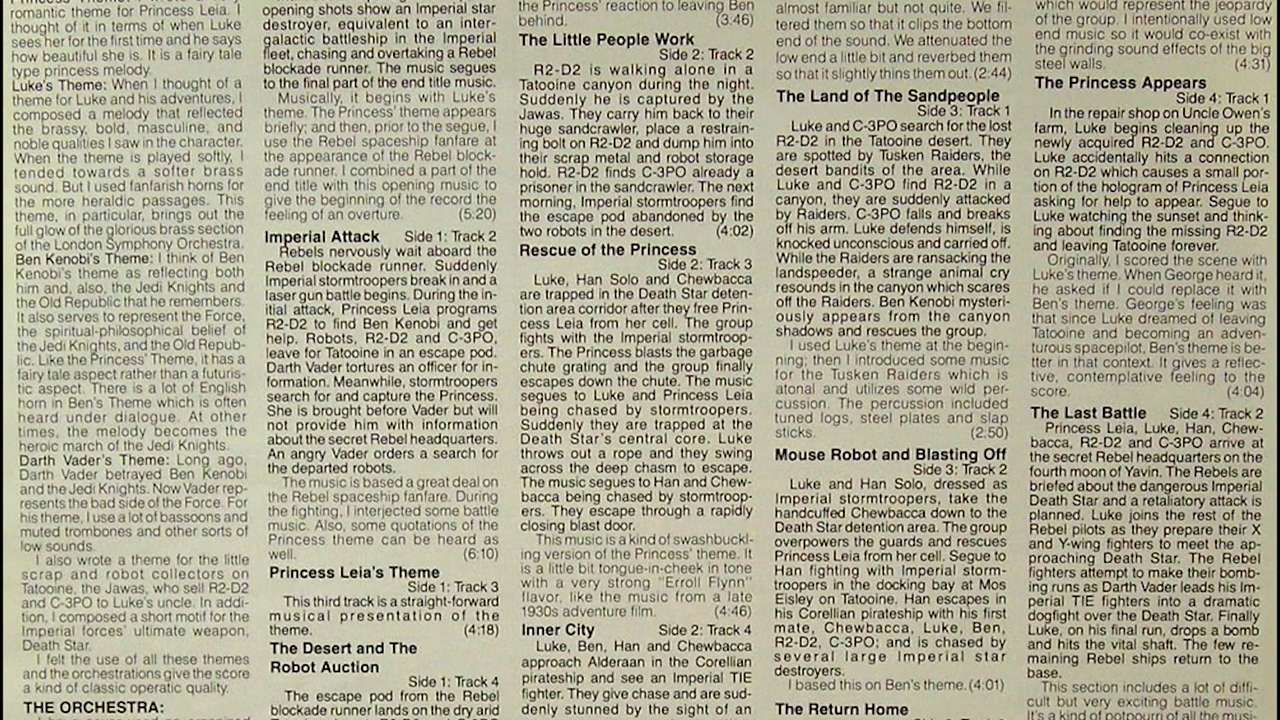 romantic theme for Princess Leia. I
thought of it in terms of when Luke
sees her for the first time and he says
how beautiful she is. It is a fairy tale
type princess melody.
Luke's Theme: When I thought of a
theme for Luke and his adventures, I
composed a melody that reflected
the brassy, bold, masculine, and
noble qualities I saw in the character.
When the theme is played softly, I
tended towards a softer brass
sound. But I used fanfarish horns for
the more heraldic passages. This
theme, in particular, brings out the
full glow of the glorious brass section
of the London Symphony Orchestra.
Ben Kenobi's Theme: I think of Ben
Kenobi's theme as reflecting both
him and, also, the Jedi Knights and
the Old Republic that he remembers.
It also serves to represent the Force,
the spiritual-philosophical belief of
the Jedi Knights, and the Old Repub-
lic. Like the Princess' Theme, it has a
fairy tale aspect rather than a futuris-
tic aspect. There is a lot of English
horn in Ben's Theme which is often
heard under dialogue. At other
times, the melody becomes the
heroic march of the Jedi Knights.
Darth Vader's Theme: Long ago,
Darth Vader betrayed Ben Kenobi
and the Jedi Knights. Now Vader rep-
resents the bad side of the Force. For
his theme, I use a lot of bassoons and
muted trombones and other sorts of
low sounds.
I also wrote a theme for the little
scrap and robot collectors on
Tatooine, the Jawas, who sell R2-D2
and C-3PO to Luke's uncle. In addi-
tion, I composed a short motif for the
Imperial forces' ultimate weapon,
Death Star.
I felt the use of all these themes
and the orchestrations give the score
a kind of classic operatic quality.
THE ORCHESTRA:
opening shots show an Imperial star
destroyer, equivalent to an inter-
galactic battleship in the Imperial
fleet, chasing and overtaking a Rebel
blockade runner. The music segues
to the final part of the end title music.
Musically, it begins with Luke's
theme. The Princess' theme appears
briefly; and then, prior to the segue, I
use the Rebel spaceship fanfare at
the appearance of the Rebel block-
ade runner. I combined a part of the
end title with this opening music to
give the beginning of the record the
feeling of an overture. (5:20)
Imperial Attack Side 1: Track 2
Rebels nervously wait aboard the
Rebel blockade runner. Suddenly
Imperial stormtroopers break in and a
laser gun battle begins. During the in-
itial attack, Princess Leia programs
R2-D2 to find Ben Kenobi and get
help. Robots, R2-D2 and C-3PO,
leave for Tatooine in an escape pod.
Darth Vader tortures an officer for in-
formation. Meanwhile, stormtroopers
search for and capture the Princess.
She is brought before Vader but will
not provide him with information
about the secret Rebel headquarters.
An angry Vader orders a search for
the departed robots.
The music is based a great deal on
the Rebel spaceship fanfare. During
the fighting, I interjected some battle
music. Also, some quotations of the
Princess theme can be heard as
well. (6:10)
Princess Leia's Theme
Side 1: Track 3
This third track is a straight-forward
musical presentation of the
theme. (4:18)
The Desert and The
Robot Auction
Side 1: Track 4
The escape pod from the Rebel
blockade runner lands on the dry arid
the Princess' reaction to leaving Ben
behind. (3:46)
The Little People Work
Side 2: Track 2
R2-D2 is walking alone in a
Tatooine canyon during the night.
Suddenly he is captured by the
Jawas. They carry him back to their
huge sandcrawler, place a restrain-
ing bolt on R2-D2 and dump him into
their scrap metal and robot storage
hold. R2-D2 finds C-3PO already a
prisoner in the sandcrawler. The next
morning, Imperial stormtroopers find
the escape pod abandoned by the
two robots in the desert. (4:02)
Rescue of the Princess
Side 2: Track 3
Luke, Han Solo and Chewbacca
are trapped in the Death Star deten-
tion area corridor after they free Prin-
cess Leia from her cell. The group
fights with the Imperial stormtroop-
ers. The Princess blasts the garbage
chute grating and the group finally
escapes down the chute. The music
segues to Luke and Princess Leia
being chased by stormtroopers.
Suddenly they are trapped at the
Death Star's central core. Luke
throws out a rope and they swing
across the deep chasm to escape.
The music segues to Han and Chew-
bacca being chased by stormtroop-
ers. They escape through a rapidly
closing blast door.
This music is a kind of swashbuckl-
ing version of the Princess' theme. It
is a little bit tongue-in-cheek in tone
with a very strong "Erroll Flynn"
flavor, like the music from a late
1930s adventure film. (4:46)
Inner City Side 2: Track 4
Luke, Ben, Han and Chewbacca
approach Alderaan in the Corellian
pirateship and see an Imperial TIE
fighter. They give chase and are sud-
denly stunned by the sight of an
almost familiar but not quite. We fil-
tered them so that it clips the bottom
end of the sound. We attenuated the
low end a little bit and reverbed them
so that it slightly thins them out. (2:44)
The Land of The Sandpeople
Side 3: Track 1
Luke and C-3PO search for the lost
R2-D2 in the Tatooine desert. They
are spotted by Tusken Raiders, the
desert bandits of the area. While
Luke and C-3PO find R2-D2 in a
canyon, they are suddenly attacked
by Raiders. C-3PO falls and breaks
off his arm. Luke defends himself, is
knocked unconscious and carried off.
While the Raiders are ransacking the
landspeeder, a strange animal cry
resounds in the canyon which scares
off the Raiders. Ben Kenobi mysteri-
ously appears from the canyon
shadows and rescues the group.
I used Luke's theme at the begin-
ning; then I introduced some music
for the Tusken Raiders which is
atonal and utilizes some wild per-
cussion. The percussion included
tuned logs, steel plates and slap
sticks. (2:50)
Mouse Robot and Blasting Off
Side 3: Track 2
Luke and Han Solo, dressed as
Imperial stormtroopers, take the
handcuffed Chewbacca down to the
Death Star detention area. The group
overpowers the guards and rescues
Princess Leia from her cell. Segue to
Han fighting with Imperial storm-
troopers in the docking bay at Mos
Eisley on Tatooine. Han escapes in
his Corellian pirateship with his first
mate, Chewbacca, Luke, Ben,
R2-D2, C-3PO; and is chased by
several large Imperial star
destroyers.
I based this on Ben's theme. (4:01)
The Return Home
which would represent the jeopardy
of the group. I intentionally used low
end music so it would co-exist with
the grinding sound effects of the big
steel walls. (4:31)
The Princess Appears
Side 4: Track 1
In the repair shop on Uncle Owen's
farm, Luke begins cleaning up the
newly acquired R2-D2 and C-3PO.
Luke accidentally hits a connection
on R2-D2 which causes a small por-
tion of the hologram of Princess Leia
asking for help to appear. Segue to
Luke watching the sunset and think-
ing about finding the missing R2-D2
and leaving Tatooine forever.
Originally, I scored the scene with
Luke's theme. When George heard it,
he asked if I could replace it with
Ben's theme. George's feeling was
that since Luke dreamed of leaving
Tatooine and becoming an adven-
turous spacepilot, Ben's theme is be-
tter in that context. It gives a reflec-
tive, contemplative feeling to the
score. (4:04)
The Last Battle Side 4: Track 2
Princess Leia, Luke, Han, Chew-
bacca, R2-D2 and C-3PO arrive at
the secret Rebel headquarters on the
fourth moon of Yavin. The Rebels are
briefed about the dangerous Imperial
Death Star and a retaliatory attack is
planned. Luke joins the rest of the
Rebel pilots as they prepare their X
and Y-wing fighters to meet the ap-
proaching Death Star. The Rebel
fighters attempt to make their bomb-
ing runs as Darth Vader leads his Im-
perial TIE fighters into a dramatic
dogfight over the Death Star. Finally
Luke, on his final run, drops a bomb
and hits the vital shaft. The few re-
maining Rebel ships return to the
base.
This section includes a lot of diffi-
cult but very exciting battle music.
It's a kind of potpourri of all the musi-